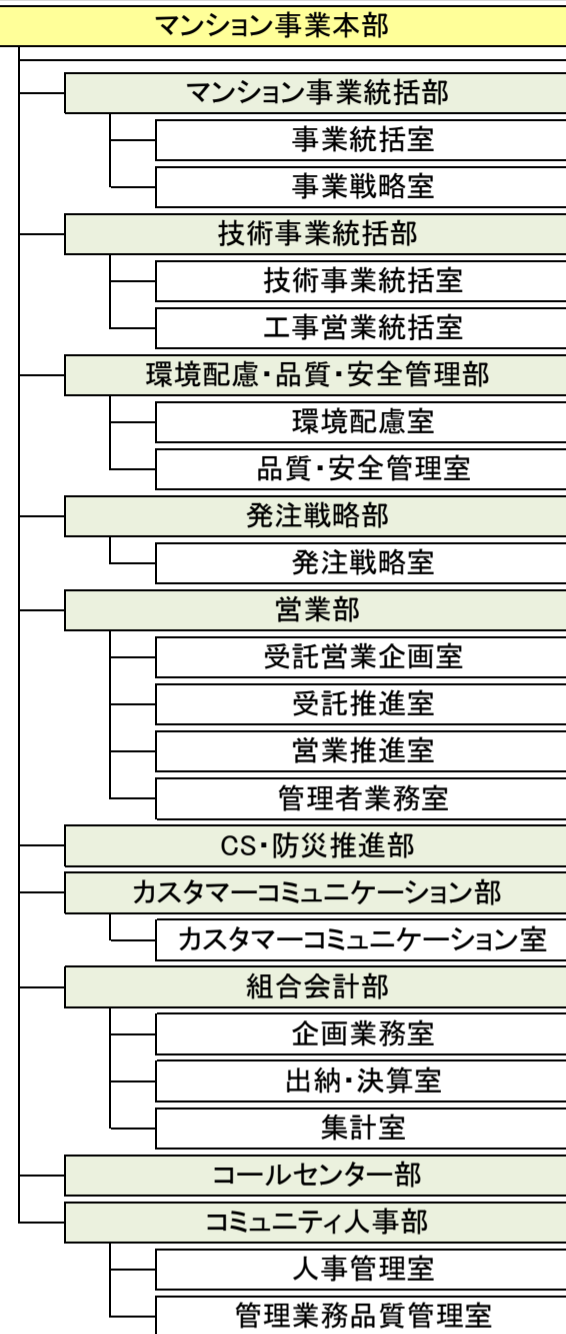 マンション事業本部
マンション事業統括部
事業統括室
事業戦略室
技術事業統括部
技術事業統括室
工事営業統括室
環境配慮・品質・安全管理部
環境配慮室
品質・安全管理室
発注戦略部
発注戦略室
営業部
受託営業企画室
受託推進室
営業推進室
管理者業務室
CS・防災推進部
カスタマーコミュニケーション部
カスタマーコミュニケーション室
組合会計部
企画業務室
出納・決算室
集計室
コールセンター部
コミュニティ人事部
人事管理室
管理業務品質管理室